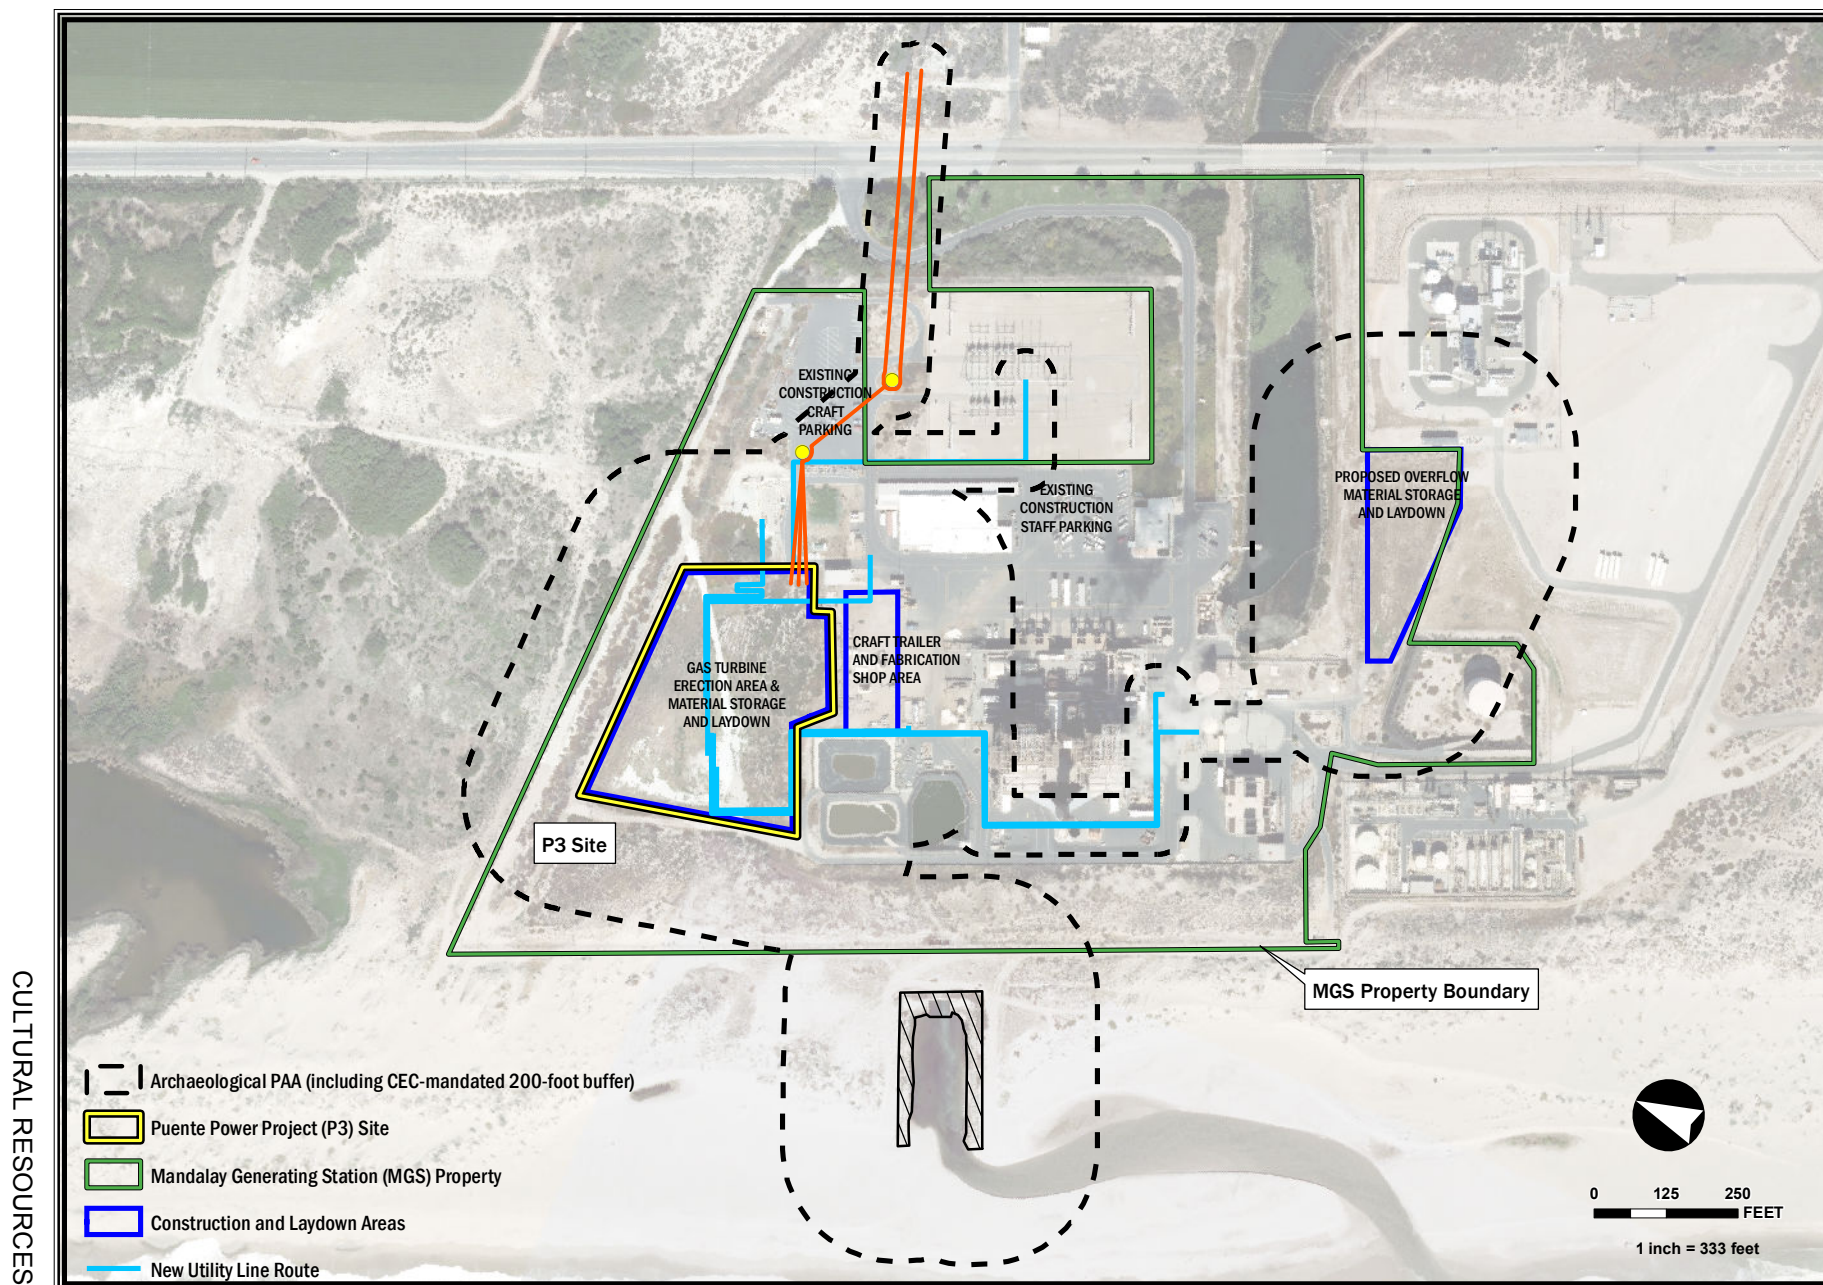 EXISTING
CONSTRUCTION
CRAFT
PARKING
EXISTING
CONSTRUCTION
STAFF PARKING
PROPOSED OVERFLOW
MATERIAL STORAGE
AND LAYDOWN
CRAFT TRAILER
AND FABRICATION
SHOP AREA
GAS TURBINE
ERECTION AREA &
MATERIAL STORAGE
AND LAYDOWN
P3 Site
MGS Property Boundary
CULTURAL RESOURCES
Archaeological PAA (including CEC-mandated 200-foot buffer)
Puente Power Project (P3) Site
Mandalay Generating Station (MGS) Property
Construction and Laydown Areas
New Utility Line Route
0 125 250
FEET
1 inch = 333 feet